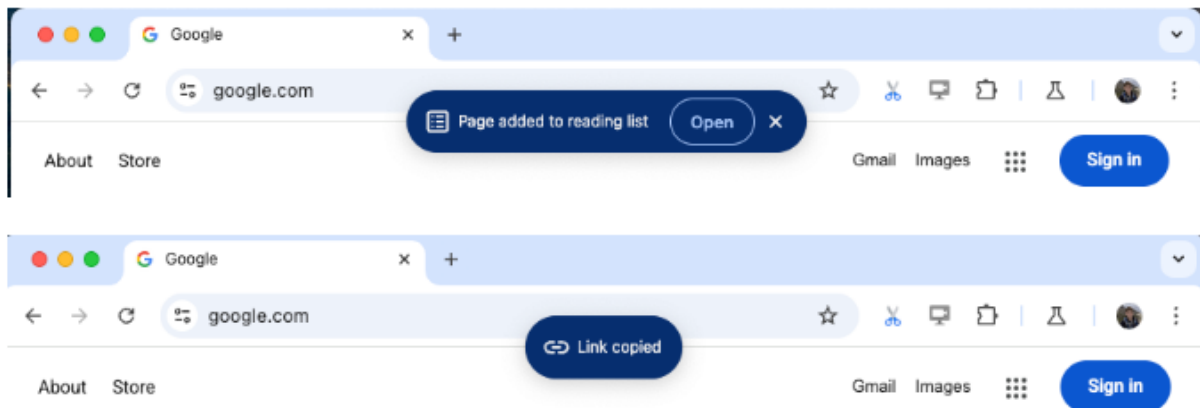 Google
google.com
Page added to reading list Open
About Store Gmail Images Sign in
Google
google.com
Link copied
About Store Gmail Images Sign in